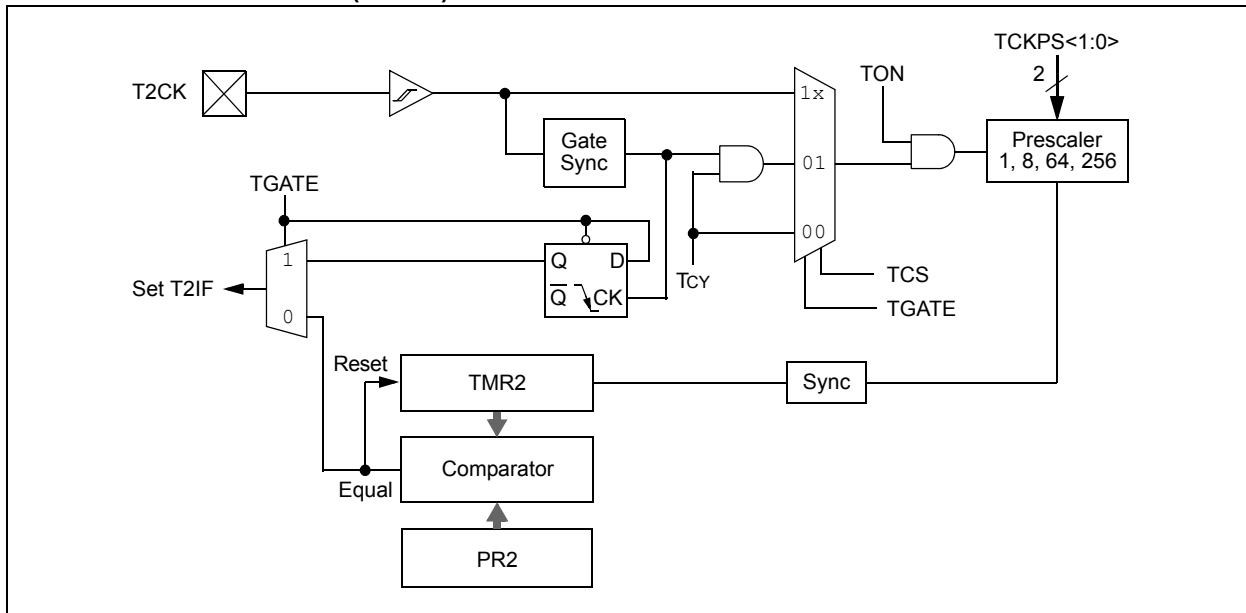 TCKPS<1:0>
2
T2CK
1x
TON
Gate
Sync
Prescaler
1, 8, 64, 256
01
TGATE
00
1
Q
D
Set T2IF
TCY
TCS
Q
CK
TGATE
0
Reset
TMR2
Sync
Comparator
Equal
PR2